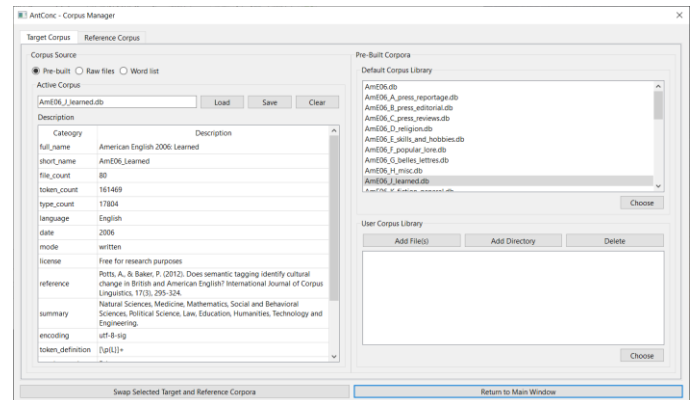 AntConc - Corpus Manager
Target Corpus Reference Corpus
Corpus Source
Pre-built Raw files Word list
Active Corpus
AmE06_J_learned.db Load Save Clear
Description
Cateogry Description
full_name American English 2006: Learned
short_name AmE06_Learned
file_count 80
token_count 161469
type_count 17804
language English
date 2006
mode written
license Free for research purposes
reference Potts, A., & Baker, P. (2012). Does semantic tagging identify cultural
change in British and American English? International Journal of Corpus
Linguistics, 17(3), 295-324.
summary Natural Sciences, Medicine, Mathematics, Social and Behavioral
Sciences, Political Science, Law, Education, Humanities, Technology and
Engineering.
encoding utf-8-sig
token_definition [\p{L}]+
Pre-Built Corpora
Default Corpus Library
AmE06.db
AmE06_A_press_reportage.db
AmE06_B_press_editorial.db
AmE06_C_press_reviews.db
AmE06_D_religion.db
AmE06_E_skills_and_hobbies.db
AmE06_F_popular_lore.db
AmE06_G_belles_lettres.db
AmE06_H_misc.db
AmE06_J_learned.db
AmE06_K_fiction_general.db
Choose
User Corpus Library
Add File(s) Add Directory Delete
Choose
Swap Selected Target and Reference Corpora Return to Main Window